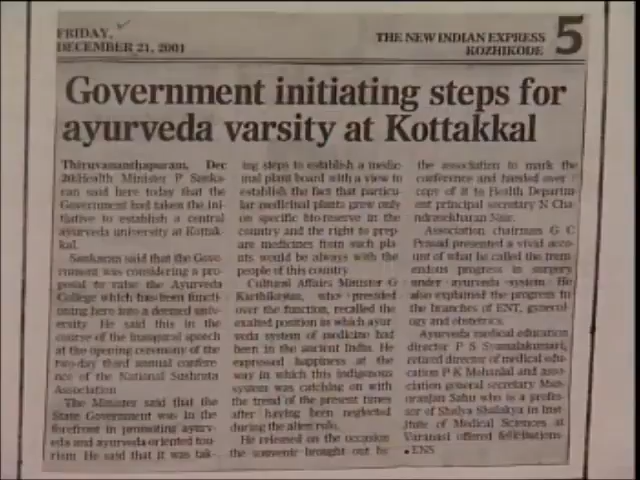 FRIDAY,
DECEMBER 21, 2001
THE NEW INDIAN EXPRESS
KOZHIKODE
5
Government initiating steps for
ayurveda varsity at Kottakkal
Thiruvananthapuram, Dec
20:Health Minister P Sanka-
ran said here today that the
Government had taken the ini-
tiative to establish a central
ayurveda university at Kottak-
kal.
Sankaran said that the Gove-
rnment was considering a pro-
posal to raise the Ayurveda
College which has been functi-
oning here into a deemed univ-
ersity. He said this in the
course of the inaugural speech
at the opening ceremony of the
two-day third annual confere-
nce of the National Sushruta
Association.
The Minister said that the
State Government was in the
forefront in promoting ayurv-
eda and ayurveda oriented tou-
rism. He said that it was tak-
ing steps to establish a medic-
inal plant board with a view to
establish the fact that particu-
lar medicinal plants grew only
on specific bio-reserve in the
country and the right to prep-
are medicines from such pla-
nts would be always with the
people of this country.
Cultural Affairs Minister G
Karthikeyan, who presided
over the function, recalled the
exalted position in which ayur-
veda system of medicine had
been in the ancient India. He
expressed happiness at the
way in which this indigenous
system was catching on with
the trend of the present times
after having been neglected
during the alien rule.
He released on the occasion
the souvenir brought out by
the association to mark the
conference and handed over
copy of it to Health Departm-
ent principal secretary N Cha-
ndrasekharan Nair.
Association chairman G C
Prasad presented a vivid acco-
unt of what he called the trem-
endous progress in surgery
under ayurveda system. He
also explained the progress in
the branches of ENT, gynecol-
ogy and obstetrics.
Ayurveda medical education
director P S Syamalakumari,
retired director of medical edu-
cation P K Mohanlal and asso-
ciation general secretary Man-
oranjan Sahu who is a profes-
sor of Shalya Shalakya in Inst-
itute of Medical Sciences at
Varanasi offered felicitations.
• ENS